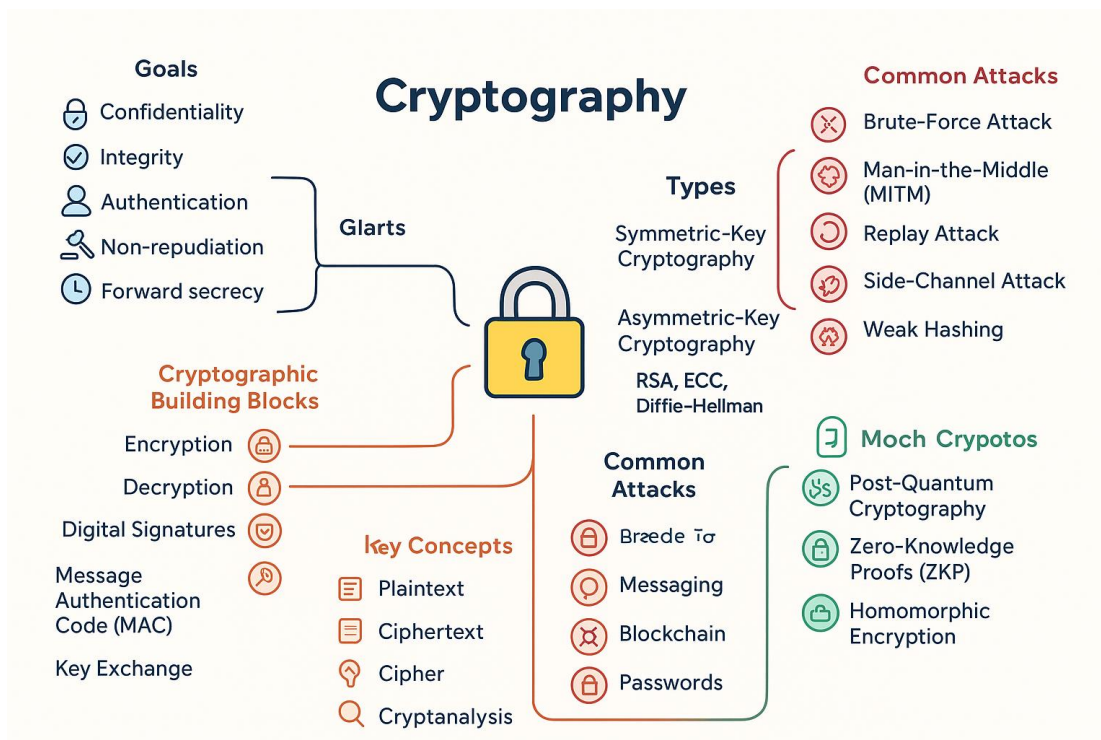 Cryptography
Goals
Confidentiality
Integrity
Authentication
Non-repudiation
Forward secrecy
Glarts
Cryptographic
Building Blocks
Encryption
Decryption
Digital Signatures
Message
Authentication
Code (MAC)
Key Exchange
Key Concepts
Plaintext
Ciphertext
Cipher
Cryptanalysis
Types
Symmetric-Key
Cryptography
Asymmetric-Key
Cryptography
RSA, ECC,
Diffie-Hellman
Common
Attacks
Brzede To
Messaging
Blockchain
Passwords
Common Attacks
Brute-Force Attack
Man-in-the-Middle
(MITM)
Replay Attack
Side-Channel Attack
Weak Hashing
Moch Crypotos
Post-Quantum
Cryptography
Zero-Knowledge
Proofs (ZKP)
Homomorphic
Encryption